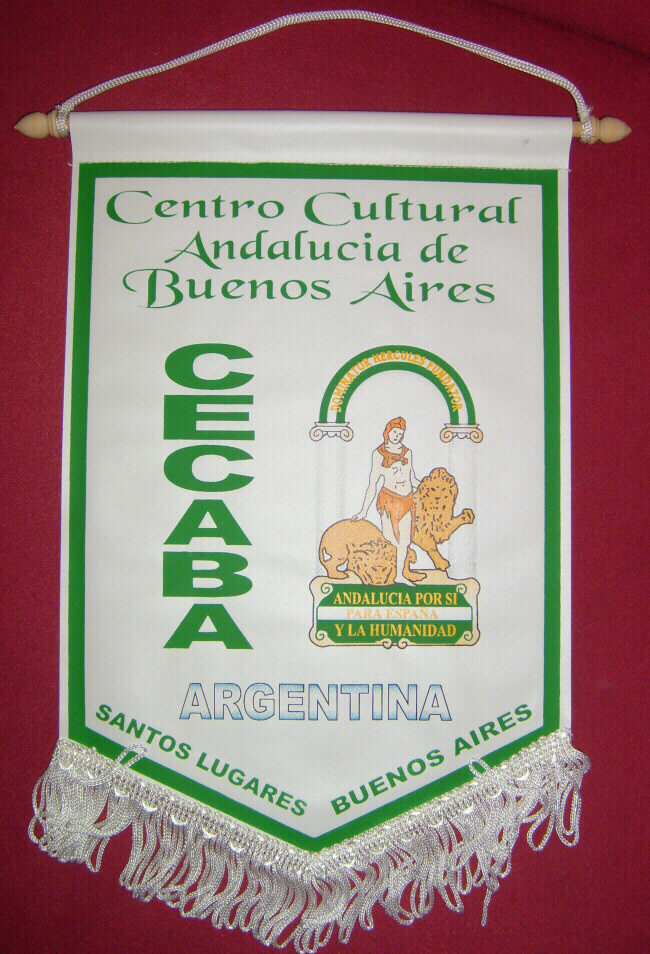 Centro Cultural
Andalucia de
Buenos Aires
CECABA
DOMINATOR HERCULES FUNDATOR
ANDALUCIA POR SI
PARA ESPAÑA
Y LA HUMANIDAD
ARGENTINA
SANTOS LUGARES
BUENOS AIRES